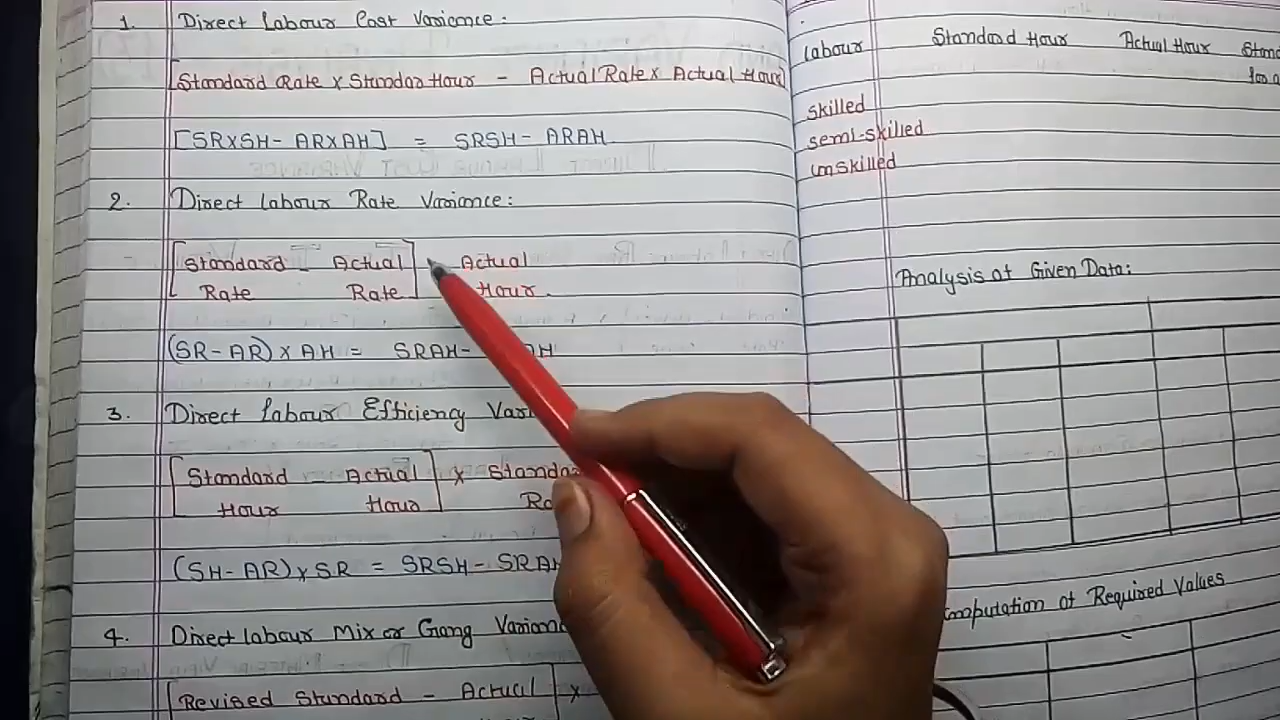 1. Direct Labour Cost Variance:
Standard Rate x Standar Hour - Actual Rate x Actual Hour
[SRXSH- ARXAH] = SRSH- ARAH
2. Direct Labour Rate Variance:
Standard - Actual Actual
Rate Rate Hour.
(SR-AR) x AH = SRAH- AH
3. Direct Labour Efficiency
Standard - Actual x
Hour Hour
(SH-AR) x SR = SRSH-
4. Direct labour Mix or Gang
Revised Standard - Actual x
labour Standard Hour Actual Hour
skilled
semi-skilled
unskilled
Analysis of Given Data:
of Required Values